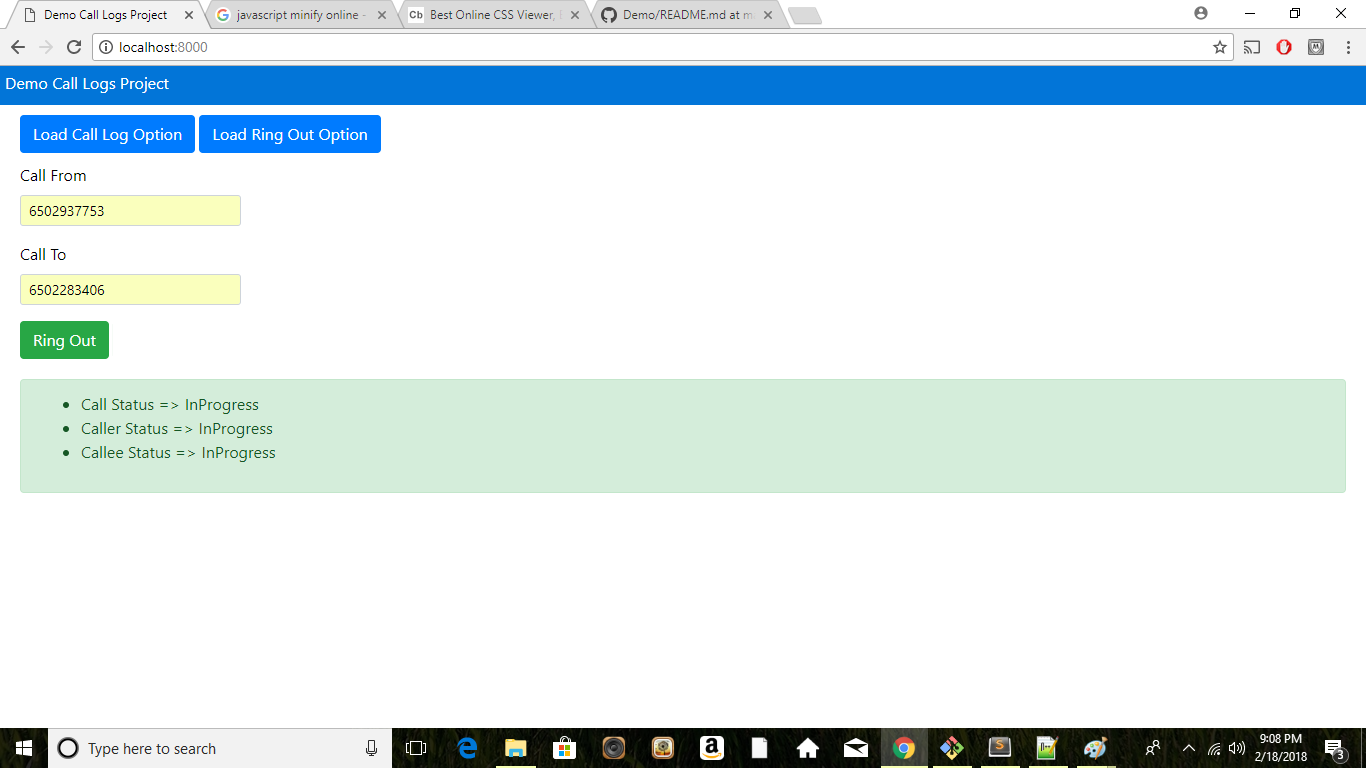 Demo Call Logs Project
javascript minify online -
Cb Best Online CSS Viewer,
Demo/README.md at m
localhost:8000
Demo Call Logs Project
Load Call Log Option Load Ring Out Option
Call From
6502937753
Call To
6502283406
Ring Out
Call Status => InProgress
Caller Status => InProgress
Callee Status => InProgress
Type here to search
9:08 PM
2/18/2018
3